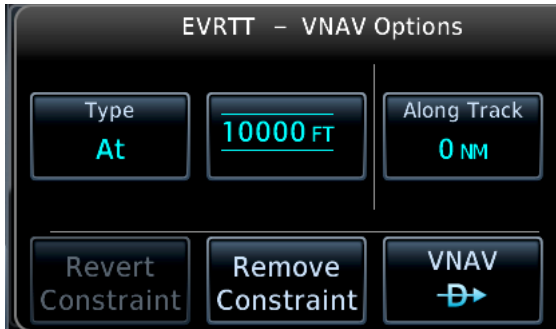 EVRTT – VNAV Options
Type
At
10000 FT
Along Track
0 NM
Revert
Constraint
Remove
Constraint
VNAV
D